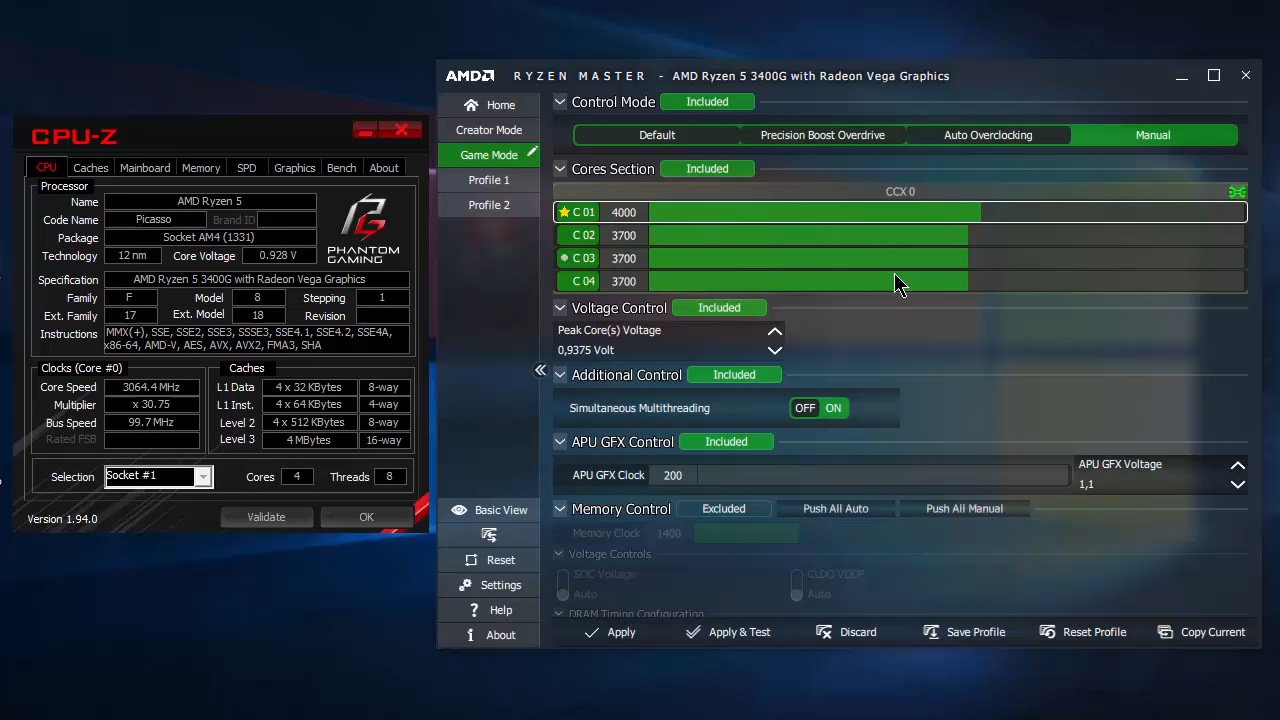 CPU-Z
CPU Caches Mainboard Memory SPD Graphics Bench About
Processor
Name AMD Ryzen 5
Code Name Picasso Brand ID
Package Socket AM4 (1331)
Technology 12 nm Core Voltage 0.928 V
PHANTOM
GAMING
Specification AMD Ryzen 5 3400G with Radeon Vega Graphics
Family F Model 8 Stepping 1
Ext. Family 17 Ext. Model 18 Revision
Instructions MMX(+), SSE, SSE2, SSE3, SSSE3, SSE4.1, SSE4.2, SSE4A,
x86-64, AMD-V, AES, AVX, AVX2, FMA3, SHA
Clocks (Core #0)
Core Speed 3064.4 MHz
Multiplier x 30.75
Bus Speed 99.7 MHz
Rated FSB
Caches
L1 Data 4 x 32 KBytes 8-way
L1 Inst. 4 x 64 KBytes 4-way
Level 2 4 x 512 KBytes 8-way
Level 3 4 MBytes 16-way
Selection Socket #1 Cores 4 Threads 8
Version 1.94.0 Validate OK
AMD RYZEN MASTER - AMD Ryzen 5 3400G with Radeon Vega Graphics
Home
Creator Mode
Game Mode
Profile 1
Profile 2
Basic View
Reset
Settings
Help
About
Control Mode Included
Default Precision Boost Overdrive Auto Overclocking Manual
Cores Section Included
CCX 0
C 01 4000
C 02 3700
C 03 3700
C 04 3700
Voltage Control Included
Peak Core(s) Voltage
0,9375 Volt
Additional Control Included
Simultaneous Multithreading OFF ON
APU GFX Control Included
APU GFX Clock 200
APU GFX Voltage
1,1
Memory Control Excluded Push All Auto Push All Manual
Memory Clock 1400
Voltage Controls
SOC Voltage CLDO VDDP
Auto Auto
DRAM Timing Configuration
Apply Apply & Test Discard Save Profile Reset Profile Copy Current